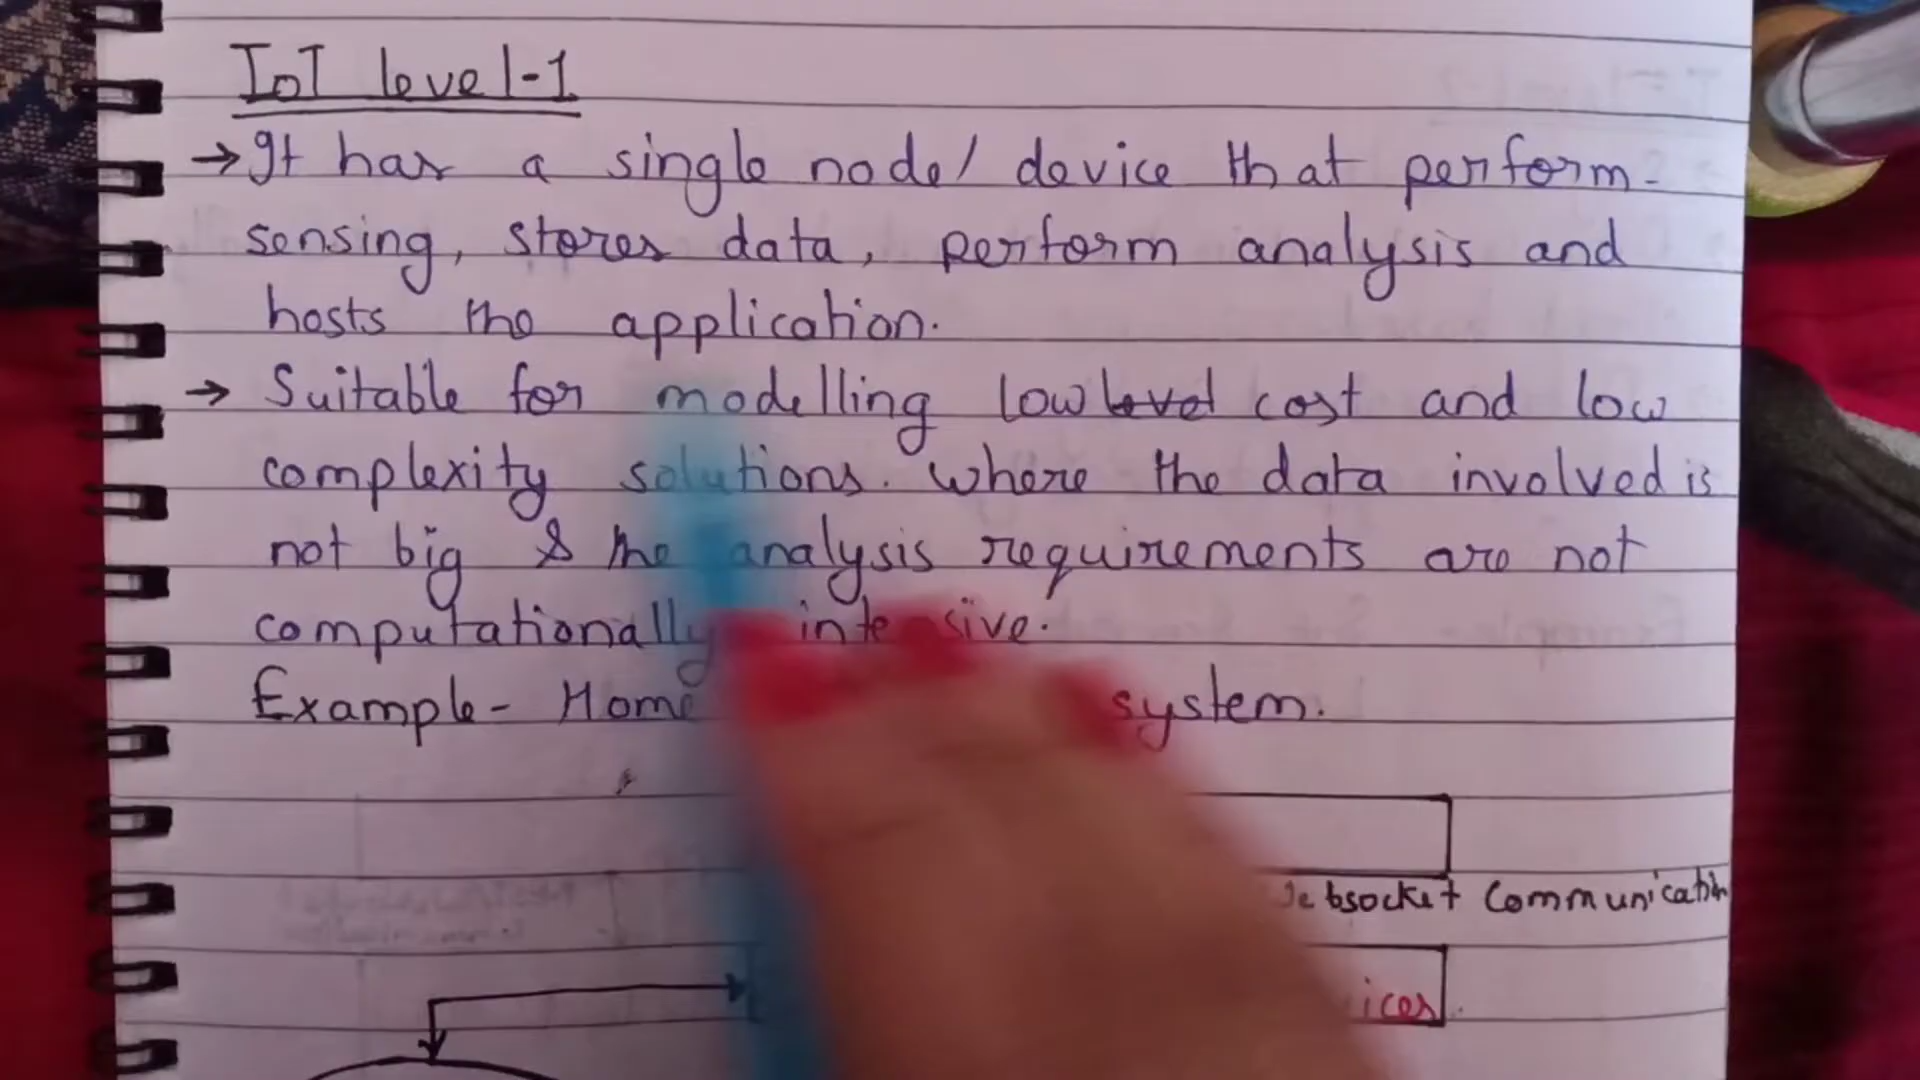 IoT level-1
→ It has a single node/ device that perform-
sensing, stores data, perform analysis and
hosts the application.
→ Suitable for modelling low level cost and low
complexity solutions. where the data involved is
not big & the analysis requirements are not
computationally intensive.
Example- Home system.
Communication